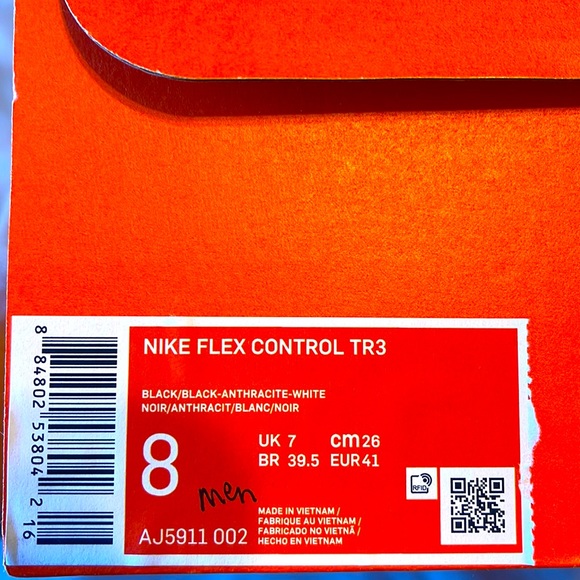 NIKE FLEX CONTROL TR3
BLACK/BLACK-ANTHRACITE-WHITE
NOIR/ANTHRACIT/BLANC/NOIR
8
UK 7 cm 26
BR 39.5 EUR 41
men
RFID
AJ5911 002
MADE IN VIETNAM /
FABRIQUE AU VIETNAM /
FABRICADO NO VIETNÃ /
HECHO EN VIETNAM
8 84802 53804 2 16